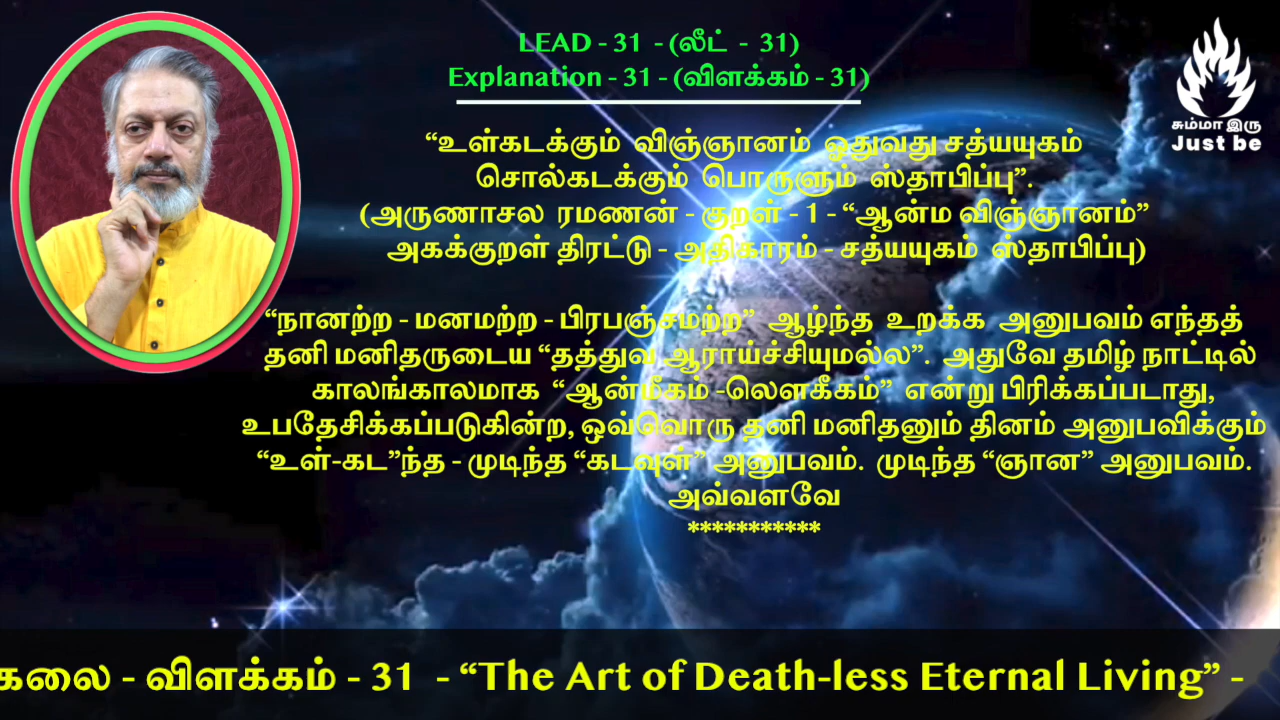 LEAD - 31 - (லீட் - 31)
Explanation - 31 - (விளக்கம் - 31)
சும்மா இரு
Just be
“உள்கடக்கும் விஞ்ஞானம் ஓதுவது சத்யயுகம்
சொல்கடக்கும் பொருளும் ஸ்தாபிப்பு”.
(அருணாசல ரமணன் - குறள் - 1 - “ஆன்ம விஞ்ஞானம்”
அகக்குறள் திரட்டு - அதிகாரம் - சத்யயுகம் ஸ்தாபிப்பு)
“நானற்ற - மனமற்ற - பிரபஞ்சமற்ற” ஆழ்ந்த உறக்க அனுபவம் எந்தத்
தனி மனிதருடைய “தத்துவ ஆராய்ச்சியுமல்ல”. அதுவே தமிழ் நாட்டில்
காலங்காலமாக “ஆன்மீகம் -லௌகீகம்” என்று பிரிக்கப்படாது,
உபதேசிக்கப்படுகின்ற, ஒவ்வொரு தனி மனிதனும் தினம் அனுபவிக்கும்
“உள்-கட”ந்த - முடிந்த “கடவுள்” அனுபவம். முடிந்த “ஞான” அனுபவம்.
அவ்வளவே
***********
கலை - விளக்கம் - 31 - “The Art of Death-less Eternal Living” -